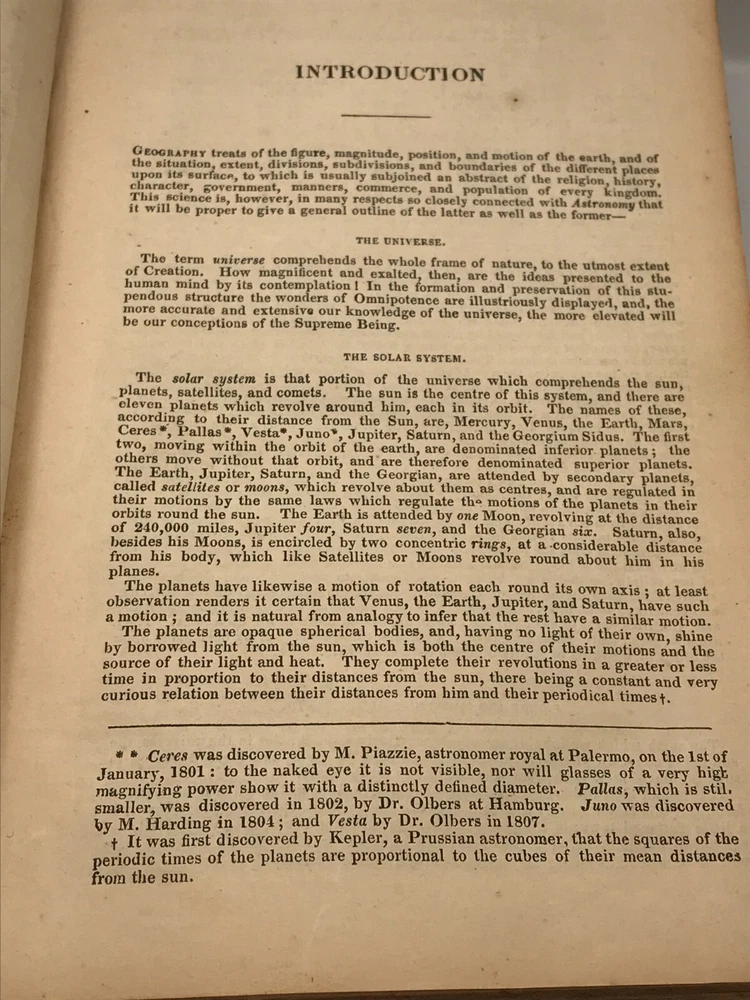 INTRODUCTION
GEOGRAPHY treats of the figure, magnitude, position, and motion of the earth, and of
the situation, extent, divisions, subdivisions, and boundaries of the different places
upon its surface, to which is usually subjoined an abstract of the religion, history,
character, government, manners, commerce, and population of every kingdom.
This science is, however, in many respects so closely connected with Astronomy that
it will be proper to give a general outline of the latter as well as the former—
THE UNIVERSE.
The term universe comprehends the whole frame of nature, to the utmost extent
of Creation. How magnificent and exalted, then, are the ideas presented to the
human mind by its contemplation! In the formation and preservation of this stu-
pendous structure the wonders of Omnipotence are illustriously displayed, and, the
more accurate and extensive our knowledge of the universe, the more elevated will
be our conceptions of the Supreme Being.
THE SOLAR SYSTEM.
The solar system is that portion of the universe which comprehends the sun,
planets, satellites, and comets. The sun is the centre of this system, and there are
eleven planets which revolve around him, each in its orbit. The names of these,
according to their distance from the Sun, are, Mercury, Venus, the Earth, Mars,
Ceres*, Pallas*, Vesta*, Juno*, Jupiter, Saturn, and the Georgium Sidus. The first
two, moving within the orbit of the earth, are denominated inferior planets; the
others move without that orbit, and are therefore denominated superior planets.
The Earth, Jupiter, Saturn, and the Georgian, are attended by secondary planets,
called satellites or moons, which revolve about them as centres, and are regulated in
their motions by the same laws which regulate the motions of the planets in their
orbits round the sun. The Earth is attended by one Moon, revolving at the distance
of 240,000 miles, Jupiter four, Saturn seven, and the Georgian six. Saturn, also,
besides his Moons, is encircled by two concentric rings, at a considerable distance
from his body, which like Satellites or Moons revolve round about him in his
planes.
The planets have likewise a motion of rotation each round its own axis; at least
observation renders it certain that Venus, the Earth, Jupiter, and Saturn, have such
a motion; and it is natural from analogy to infer that the rest have a similar motion.
The planets are opaque spherical bodies, and, having no light of their own, shine
by borrowed light from the sun, which is both the centre of their motions and the
source of their light and heat. They complete their revolutions in a greater or less
time in proportion to their distances from the sun, there being a constant and very
curious relation between their distances from him and their periodical times†.
* * Ceres was discovered by M. Piazzie, astronomer royal at Palermo, on the 1st of
January, 1801: to the naked eye it is not visible, nor will glasses of a very high
magnifying power show it with a distinctly defined diameter. Pallas, which is stil.
smaller, was discovered in 1802, by Dr. Olbers at Hamburg. Juno was discovered
by M. Harding in 1804; and Vesta by Dr. Olbers in 1807.
† It was first discovered by Kepler, a Prussian astronomer, that the squares of the
periodic times of the planets are proportional to the cubes of their mean distances
from the sun.